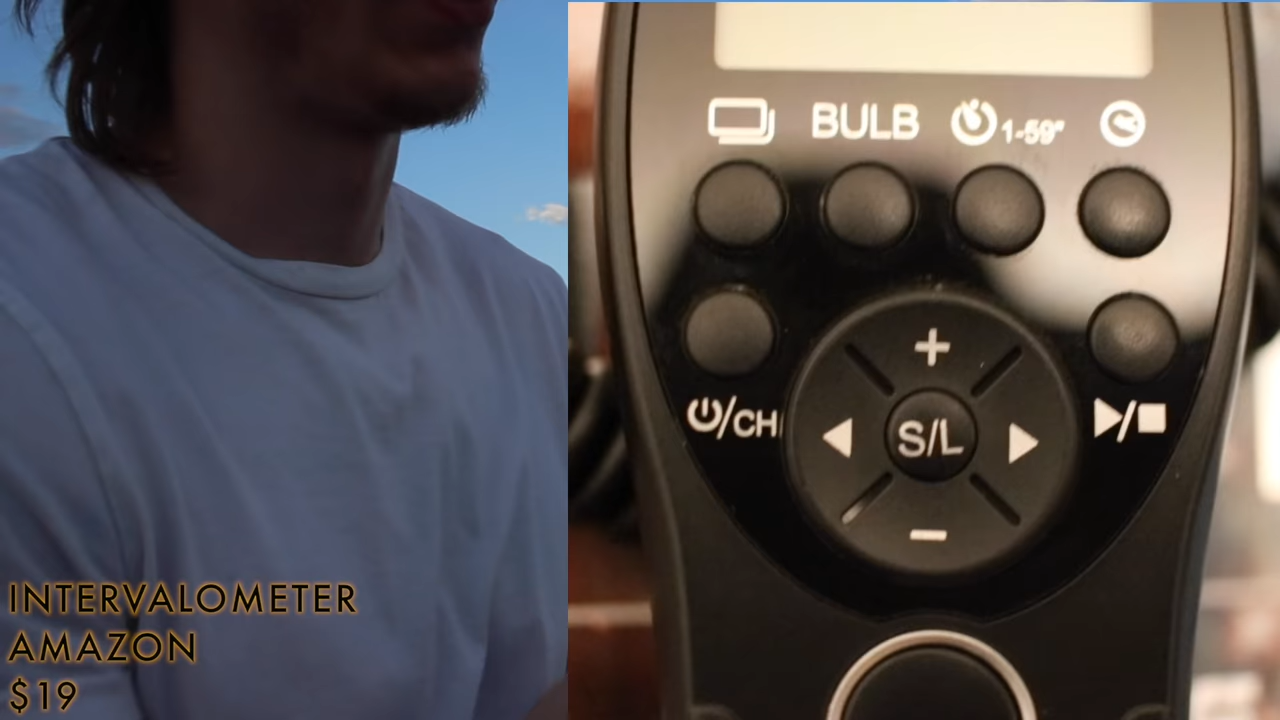 BULB
1-59"
/CH
S/L
INTERVALOMETER
AMAZON
$19